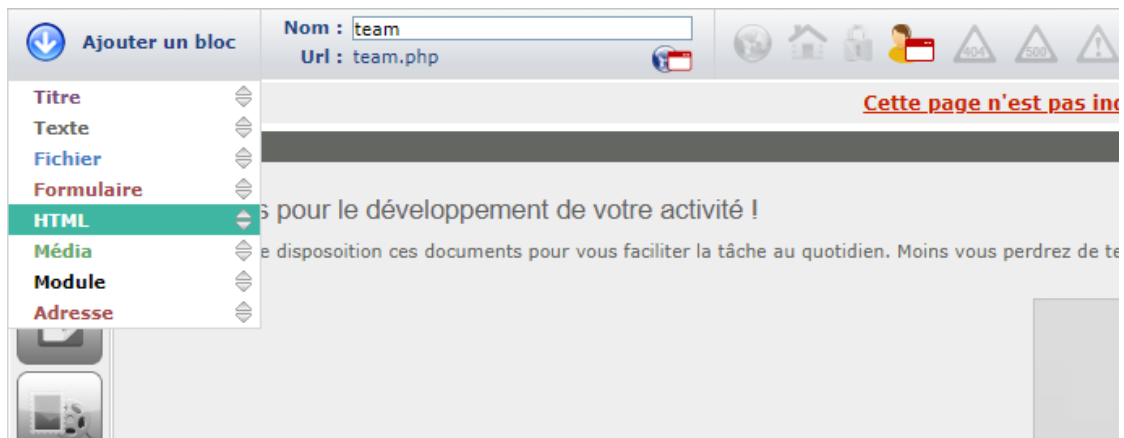 Ajouter un bloc
Nom : team
Url : team.php
404
500
Titre
Texte
Fichier
Formulaire
HTML
Média
Module
Adresse
Cette page n'est pas
s pour le développement de votre activité !
e disposoition ces documents pour vous faciliter la tâche au quotidien. Moins vous perdrez de te